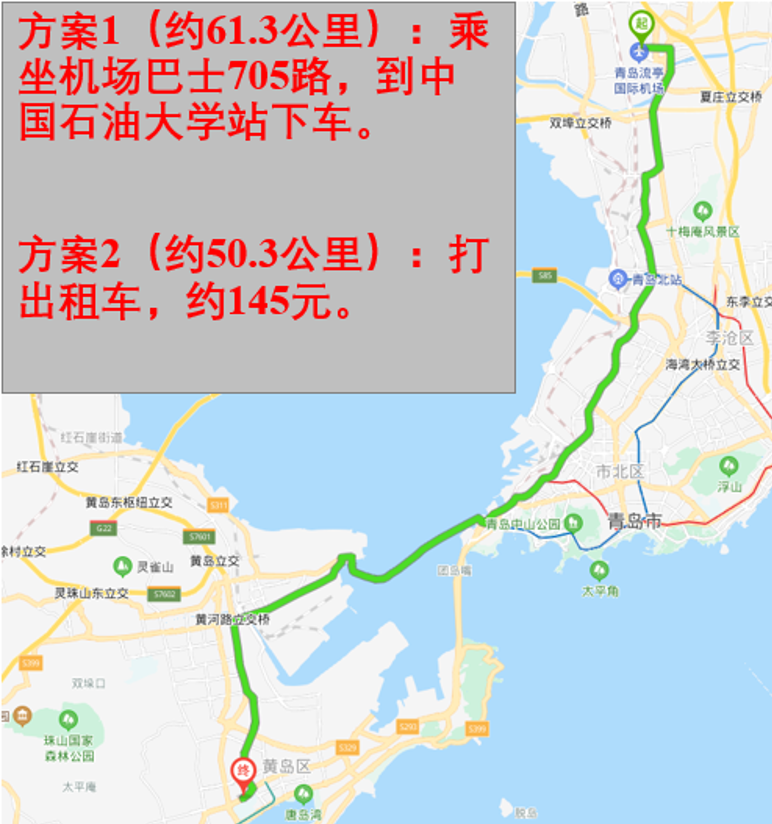 方案1（约61.3公里）：乘
坐机场巴士705路，到中
国石油大学站下车。
方案2（约50.3公里）：打
出租车，约145元。
路
起
青岛流亭
国际机场
夏庄立交桥
双埠立交桥
十梅庵风景区
S85
青岛北站
东李立交
李沧区
海湾大桥立交
红石崖街道
红石崖立交
市北区
浮山
黄岛东枢纽立交
S311
G22
S7601
青岛中山公园
青岛市
徐村立交
灵雀山
黄岛立交
团岛嘴
太平角
灵珠山东立交
S7602
黄河路立交桥
S399
双垛口
园
珠山国家
森林公园
S293
S399
S329
终
黄岛区
太平庵
唐岛湾
脱岛